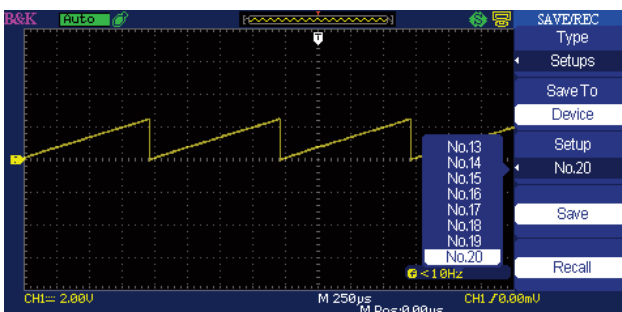 B&K Auto SAVE/REC
T
Type
Setups
Save To
Device
Setup
No.20
No.13
No.14
No.15
No.16
No.17
No.18
No.19
No.20
Save
Recall
<10Hz
CH1 2.00V M 250μs CH1 0.00mV
M Pos:0.00μs